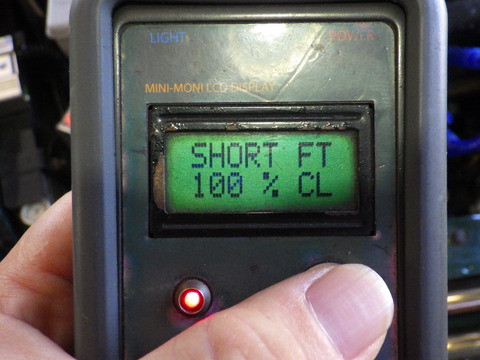 LIGHT POWER
MINI-MONI LCD DISPLAY
SHORT FT
100 % CL